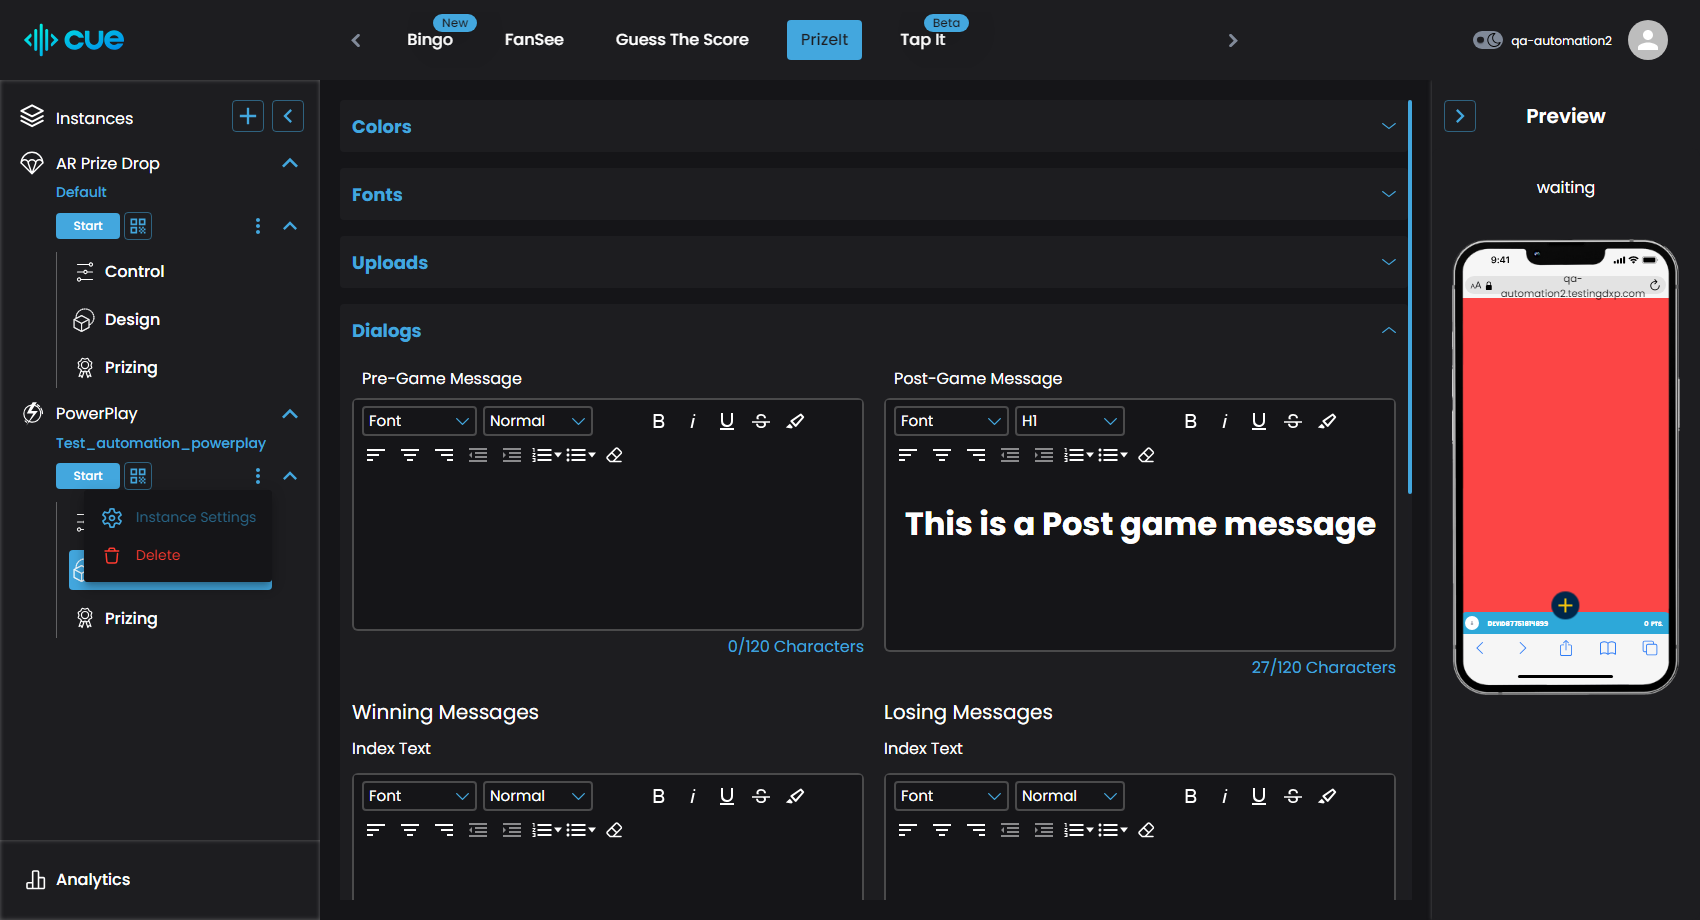 cue
New
Bingo
FanSee
Guess The Score
PrizeIt
Beta
Tap It
qa-automation2
Instances
AR Prize Drop
Default
Start
Control
Design
Prizing
PowerPlay
Test_automation_powerplay
Start
Instance Settings
Delete
Prizing
Analytics
Colors
Fonts
Uploads
Dialogs
Pre-Game Message
Font
Normal
B i U S
0/120 Characters
Post-Game Message
Font
H1
B i U S
This is a Post game message
27/120 Characters
Winning Messages
Index Text
Font
Normal
B i U S
Losing Messages
Index Text
Font
Normal
B i U S
Preview
waiting
9:41
AA
qa-
automation2.testingdxp.com
0 PTS.